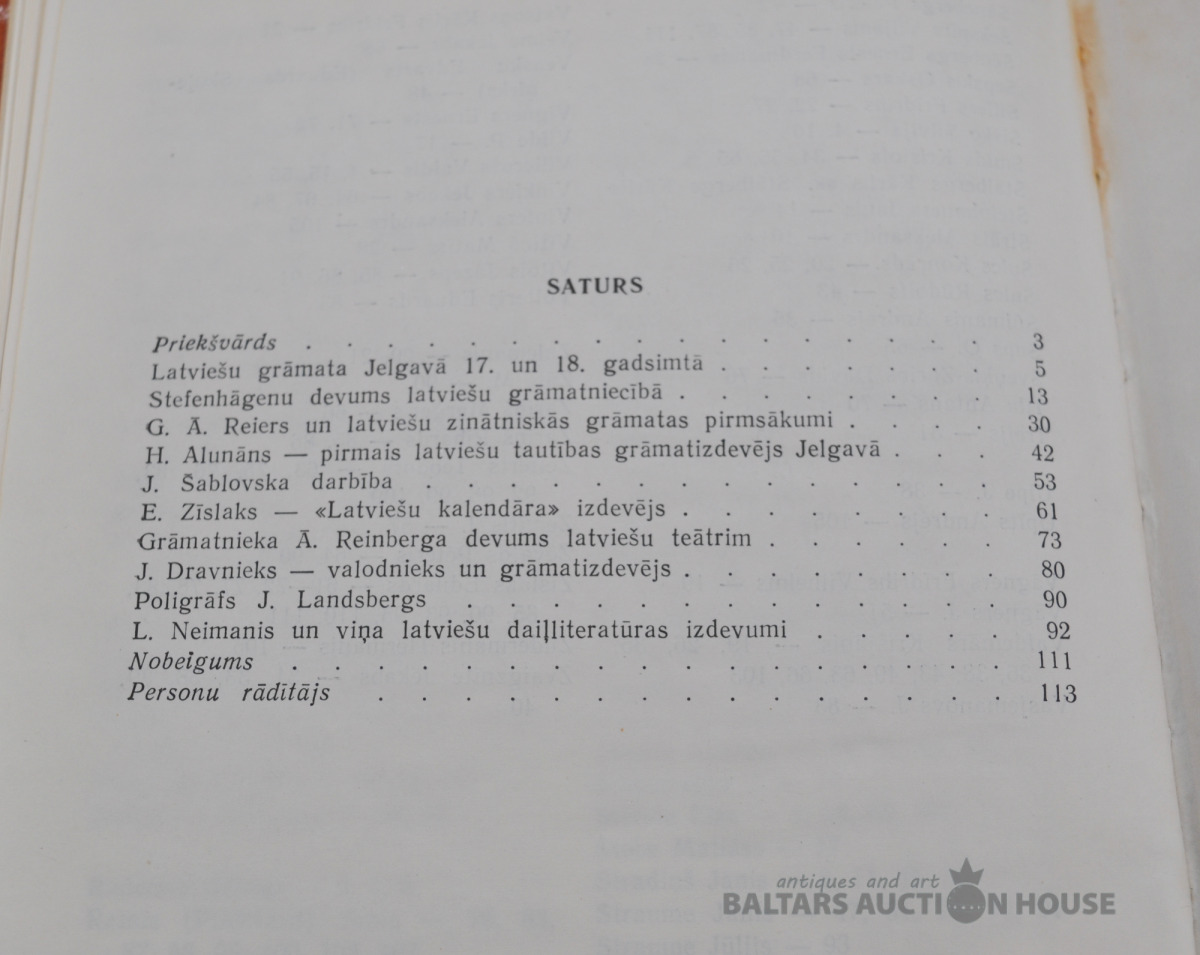 SATURS
Priekšvārds . . . . . . . . . . . . . . . . . 3
Latviešu grāmata Jelgavā 17. un 18. gadsimtā . . . . . . . 5
Stefenhāgenu devums latviešu grāmatniecībā . . . . . . . . 13
G. Ā. Reiers un latviešu zinātniskās grāmatas pirmsākumi . . . . 30
H. Alunāns — pirmais latviešu tautības grāmatizdevējs Jelgavā . . . 42
J. Šablovska darbība . . . . . . . . . . . . . . 53
E. Zīslaks — «Latviešu kalendāra» izdevējs . . . . . . . . 61
Grāmatnieka Ā. Reinberga devums latviešu teātrim . . . . . . 73
J. Dravnieks — valodnieks un grāmatizdevējs . . . . . . . . 80
Poligrāfs J. Landsbergs . . . . . . . . . . . . . 90
L. Neimanis un viņa latviešu daiļliteratūras izdevumi . . . . . 92
Nobeigums . . . . . . . . . . . . . . . . . 111
Personu rādītājs . . . . . . . . . . . . . . . 113
antiques and art
BALTARS AUCTION HOUSE